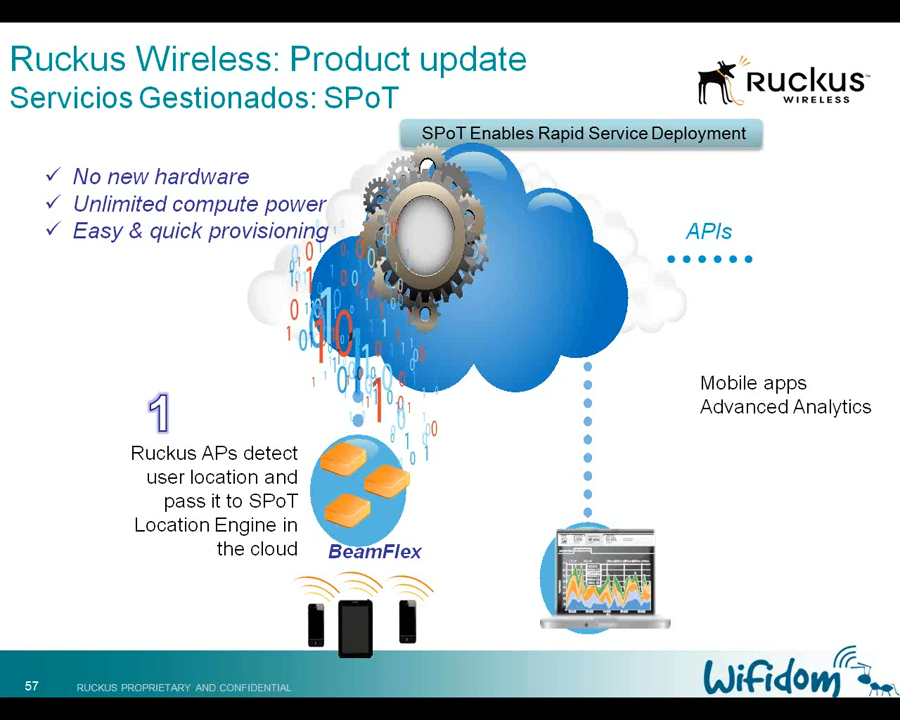 Ruckus Wireless: Product update
Servicios Gestionados: SPoT
RUCKUS™
WIRELESS
SPoT Enables Rapid Service Deployment
✓ No new hardware
✓ Unlimited compute power
✓ Easy & quick provisioning
APIs
Mobile apps
Advanced Analytics
1
Ruckus APs detect
user location and
pass it to SPoT
Location Engine in
the cloud
BeamFlex
57
RUCKUS PROPRIETARY AND CONFIDENTIAL
Wifidom